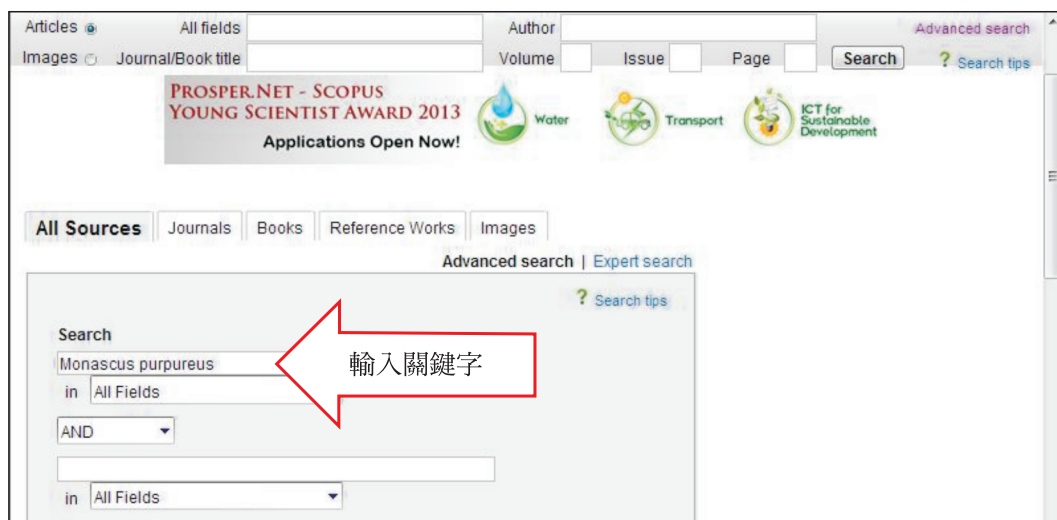 Articles All fields Author Advanced search
Images Journal/Book title Volume Issue Page Search ? Search tips
PROSPER.NET - SCOPUS
YOUNG SCIENTIST AWARD 2013
Applications Open Now!
Water
Transport
ICT for
Sustainable
Development
All Sources Journals Books Reference Works Images
Advanced search | Expert search
? Search tips
Search
Monascus purpureus
輸入關鍵字
in All Fields
AND
in All Fields